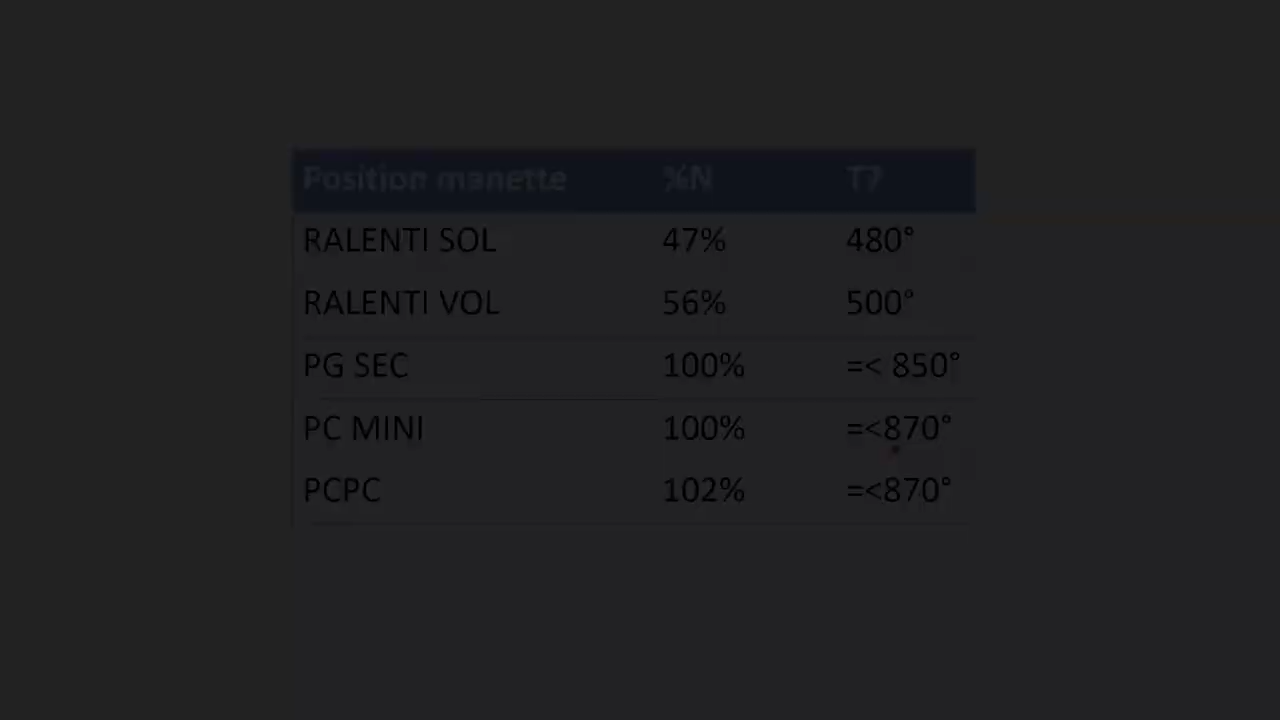 Position manette %N T7
RALENTI SOL 47% 480°
RALENTI VOL 56% 500°
PG SEC 100% =< 850°
PC MINI 100% =<870°
PCPC 102% =<870°